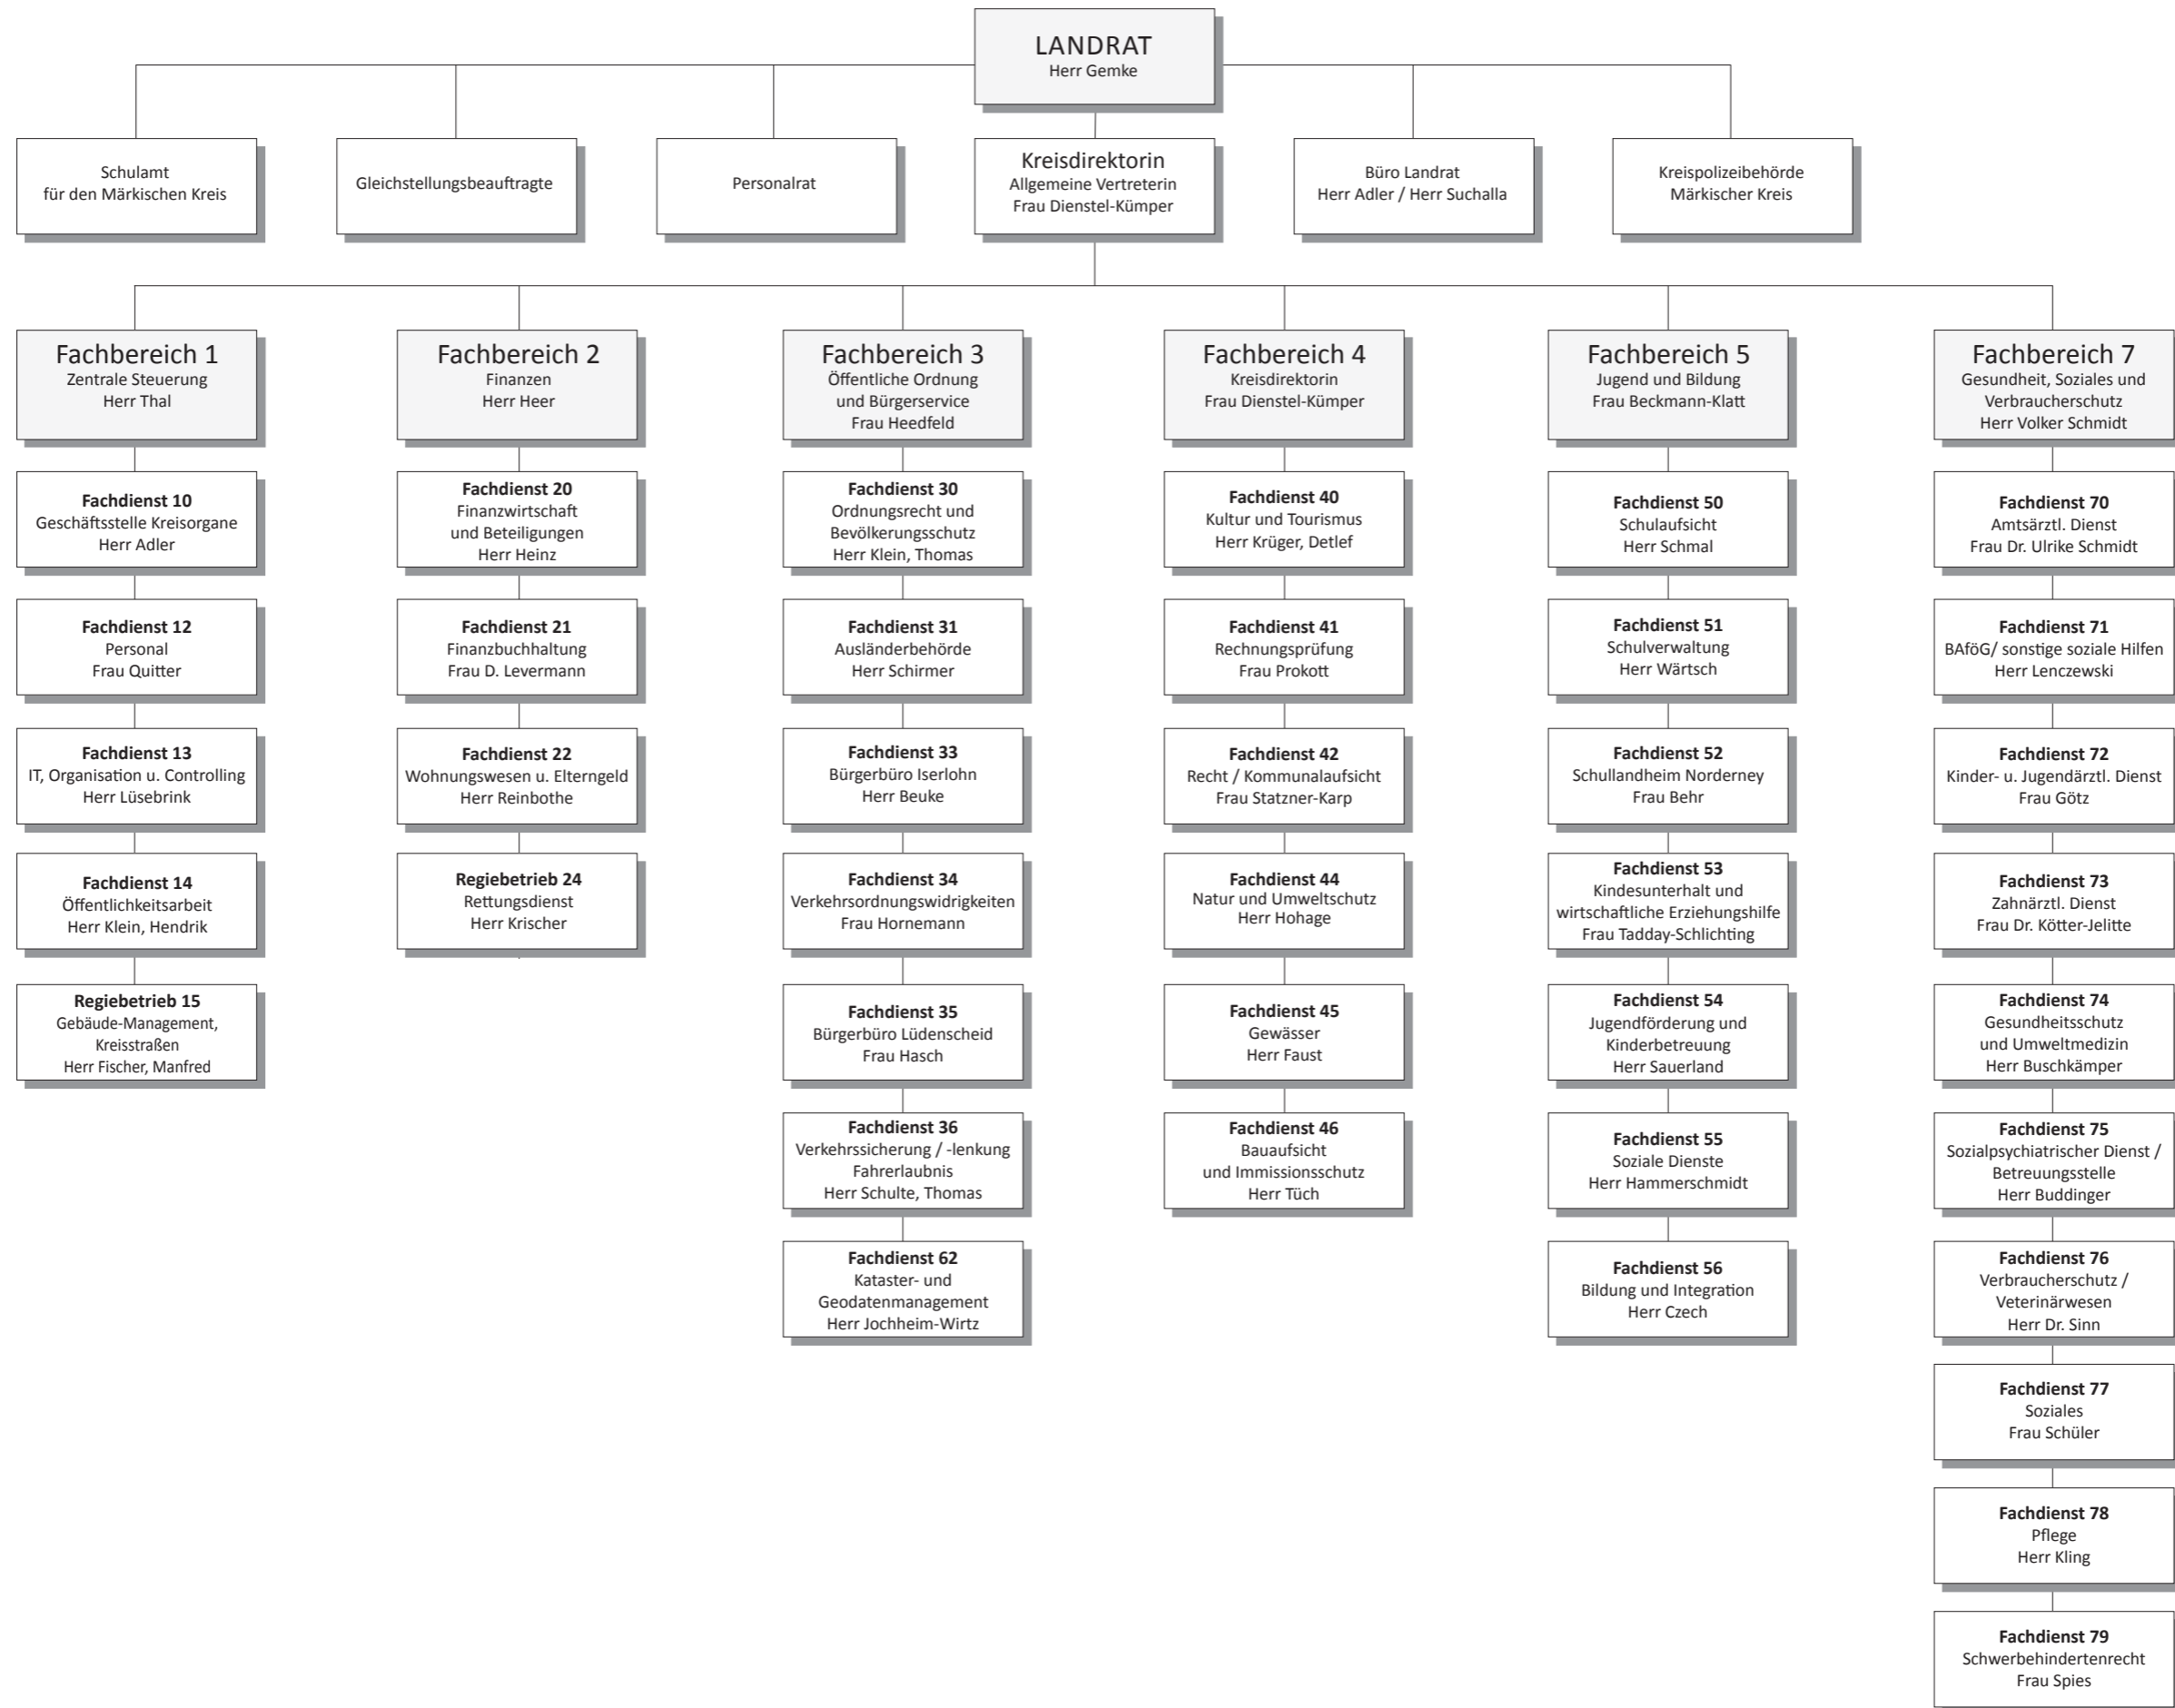 LANDRAT
Herr Gemke
Schulamt
für den Märkischen Kreis
Gleichstellungsbeauftragte
Personalrat
Kreisdirektorin
Allgemeine Vertreterin
Frau Dienstel-Kümper
Büro Landrat
Herr Adler / Herr Suchalla
Kreispolizeibehörde
Märkischer Kreis
Fachbereich 1
Zentrale Steuerung
Herr Thal
Fachdienst 10
Geschäftsstelle Kreisorgane
Herr Adler
Fachdienst 12
Personal
Frau Quitter
Fachdienst 13
IT, Organisation u. Controlling
Herr Lüsebrink
Fachdienst 14
Öffentlichkeitsarbeit
Herr Klein, Hendrik
Regiebetrieb 15
Gebäude-Management,
Kreisstraßen
Herr Fischer, Manfred
Fachbereich 2
Finanzen
Herr Heer
Fachdienst 20
Finanzwirtschaft
und Beteiligungen
Herr Heinz
Fachdienst 21
Finanzbuchhaltung
Frau D. Levermann
Fachdienst 22
Wohnungswesen u. Elterngeld
Herr Reinbothe
Regiebetrieb 24
Rettungsdienst
Herr Krischer
Fachbereich 3
Öffentliche Ordnung
und Bürgerservice
Frau Heedfeld
Fachdienst 30
Ordnungsrecht und
Bevölkerungsschutz
Herr Klein, Thomas
Fachdienst 31
Ausländerbehörde
Herr Schirmer
Fachdienst 33
Bürgerbüro Iserlohn
Herr Beuke
Fachdienst 34
Verkehrsordnungswidrigkeiten
Frau Hornemann
Fachdienst 35
Bürgerbüro Lüdenscheid
Frau Hasch
Fachdienst 36
Verkehrssicherung / -lenkung
Fahrerlaubnis
Herr Schulte, Thomas
Fachdienst 62
Kataster- und
Geodatenmanagement
Herr Jochheim-Wirtz
Fachbereich 4
Kreisdirektorin
Frau Dienstel-Kümper
Fachdienst 40
Kultur und Tourismus
Herr Krüger, Detlef
Fachdienst 41
Rechnungsprüfung
Frau Prokott
Fachdienst 42
Recht / Kommunalaufsicht
Frau Statzner-Karp
Fachdienst 44
Natur und Umweltschutz
Herr Hohage
Fachdienst 45
Gewässer
Herr Faust
Fachdienst 46
Bauaufsicht
und Immissionsschutz
Herr Tüch
Fachbereich 5
Jugend und Bildung
Frau Beckmann-Klatt
Fachdienst 50
Schulaufsicht
Herr Schmal
Fachdienst 51
Schulverwaltung
Herr Wärtsch
Fachdienst 52
Schullandheim Norderney
Frau Behr
Fachdienst 53
Kindesunterhalt und
wirtschaftliche Erziehungshilfe
Frau Tadday-Schlichting
Fachdienst 54
Jugendförderung und
Kinderbetreuung
Herr Sauerland
Fachdienst 55
Soziale Dienste
Herr Hammerschmidt
Fachdienst 56
Bildung und Integration
Herr Czech
Fachbereich 7
Gesundheit, Soziales und
Verbraucherschutz
Herr Volker Schmidt
Fachdienst 70
Amtsärztl. Dienst
Frau Dr. Ulrike Schmidt
Fachdienst 71
BAföG/ sonstige soziale Hilfen
Herr Lenczewski
Fachdienst 72
Kinder- u. Jugendärztl. Dienst
Frau Götz
Fachdienst 73
Zahnärztl. Dienst
Frau Dr. Kötter-Jelitte
Fachdienst 74
Gesundheitsschutz
und Umweltmedizin
Herr Buschkämper
Fachdienst 75
Sozialpsychiatrischer Dienst /
Betreuungsstelle
Herr Buddinger
Fachdienst 76
Verbraucherschutz /
Veterinärwesen
Herr Dr. Sinn
Fachdienst 77
Soziales
Frau Schüler
Fachdienst 78
Pflege
Herr Kling
Fachdienst 79
Schwerbehindertenrecht
Frau Spies